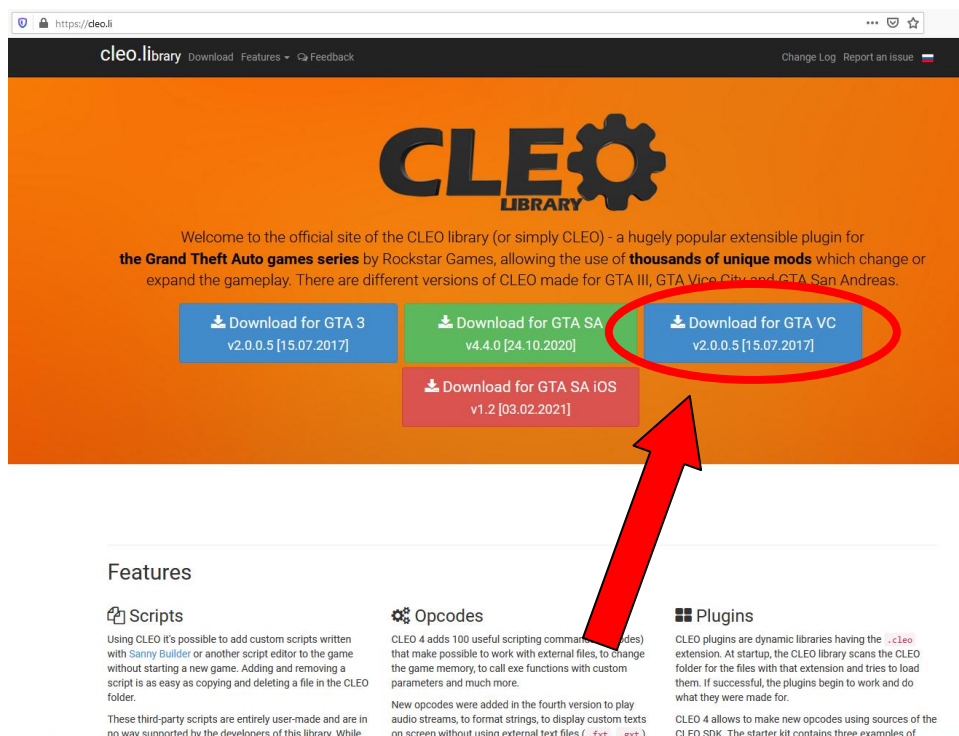 https://cleo.li
cleo.library Download Features Feedback Change Log Report an issue
CLEO
LIBRARY
Welcome to the official site of the CLEO library (or simply CLEO) - a hugely popular extensible plugin for
the Grand Theft Auto games series by Rockstar Games, allowing the use of thousands of unique mods which change or
expand the gameplay. There are different versions of CLEO made for GTA III, GTA Vice City and GTA San Andreas.
Download for GTA 3
v2.0.0.5 [15.07.2017]
Download for GTA SA
v4.4.0 [24.10.2020]
Download for GTA VC
v2.0.0.5 [15.07.2017]
Download for GTA SA iOS
v1.2 [03.02.2021]
Features
Scripts
Using CLEO it's possible to add custom scripts written
with Sanny Builder or another script editor to the game
without starting a new game. Adding and removing a
script is as easy as copying and deleting a file in the CLEO
folder.
These third-party scripts are entirely user-made and are in
no way supported by the developers of this library. While
Opcodes
CLEO 4 adds 100 useful scripting
that make possible to work with external files, to change
the game memory, to call exe functions with custom
parameters and much more.
New opcodes were added in the fourth version to play
audio streams, to format strings, to display custom texts
on screen without using external text files ( .fxt .gxt )
Plugins
CLEO plugins are dynamic libraries having the .cleo
extension. At startup, the CLEO library scans the CLEO
folder for the files with that extension and tries to load
them. If successful, the plugins begin to work and do
what they were made for.
CLEO 4 allows to make new opcodes using sources of the
CLEO SDK. The starter kit contains three examples of